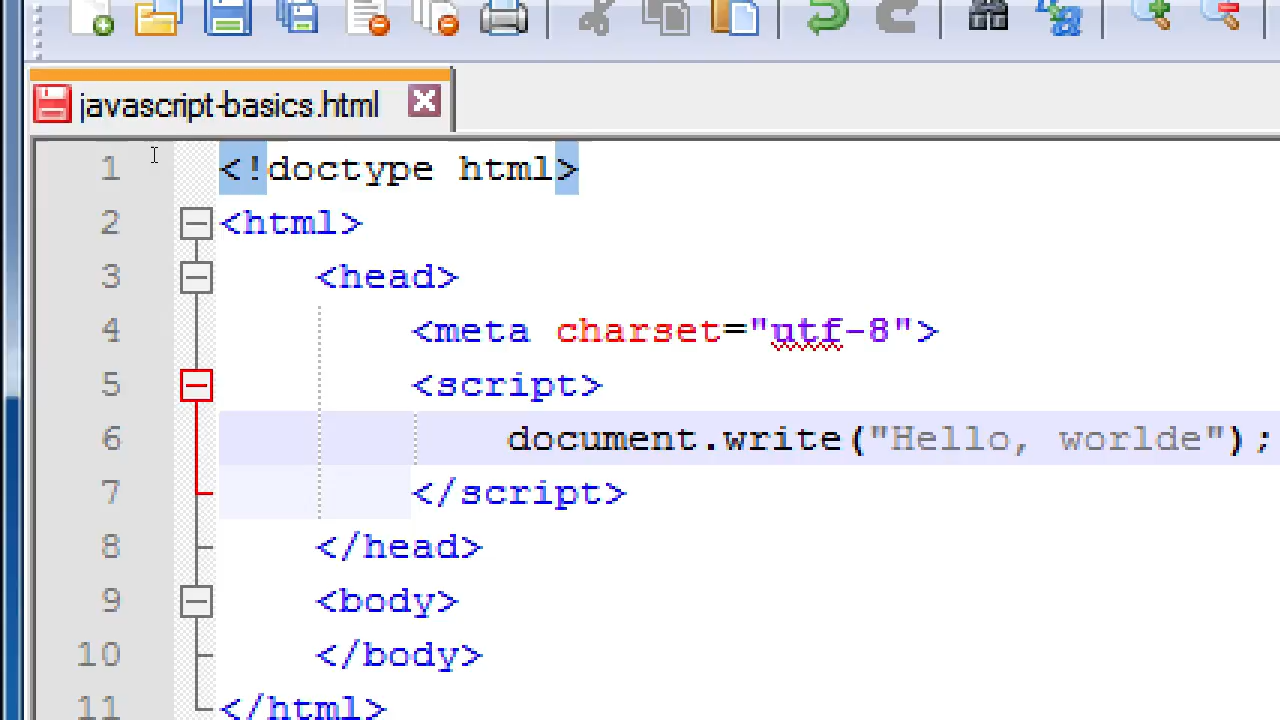 javascript-basics.html
1 <!doctype html>
2 <html>
3 <head>
4 <meta charset="utf-8">
5 <script>
6 document.write("Hello, worlde");
7 </script>
8 </head>
9 <body>
10 </body>
11 </html>